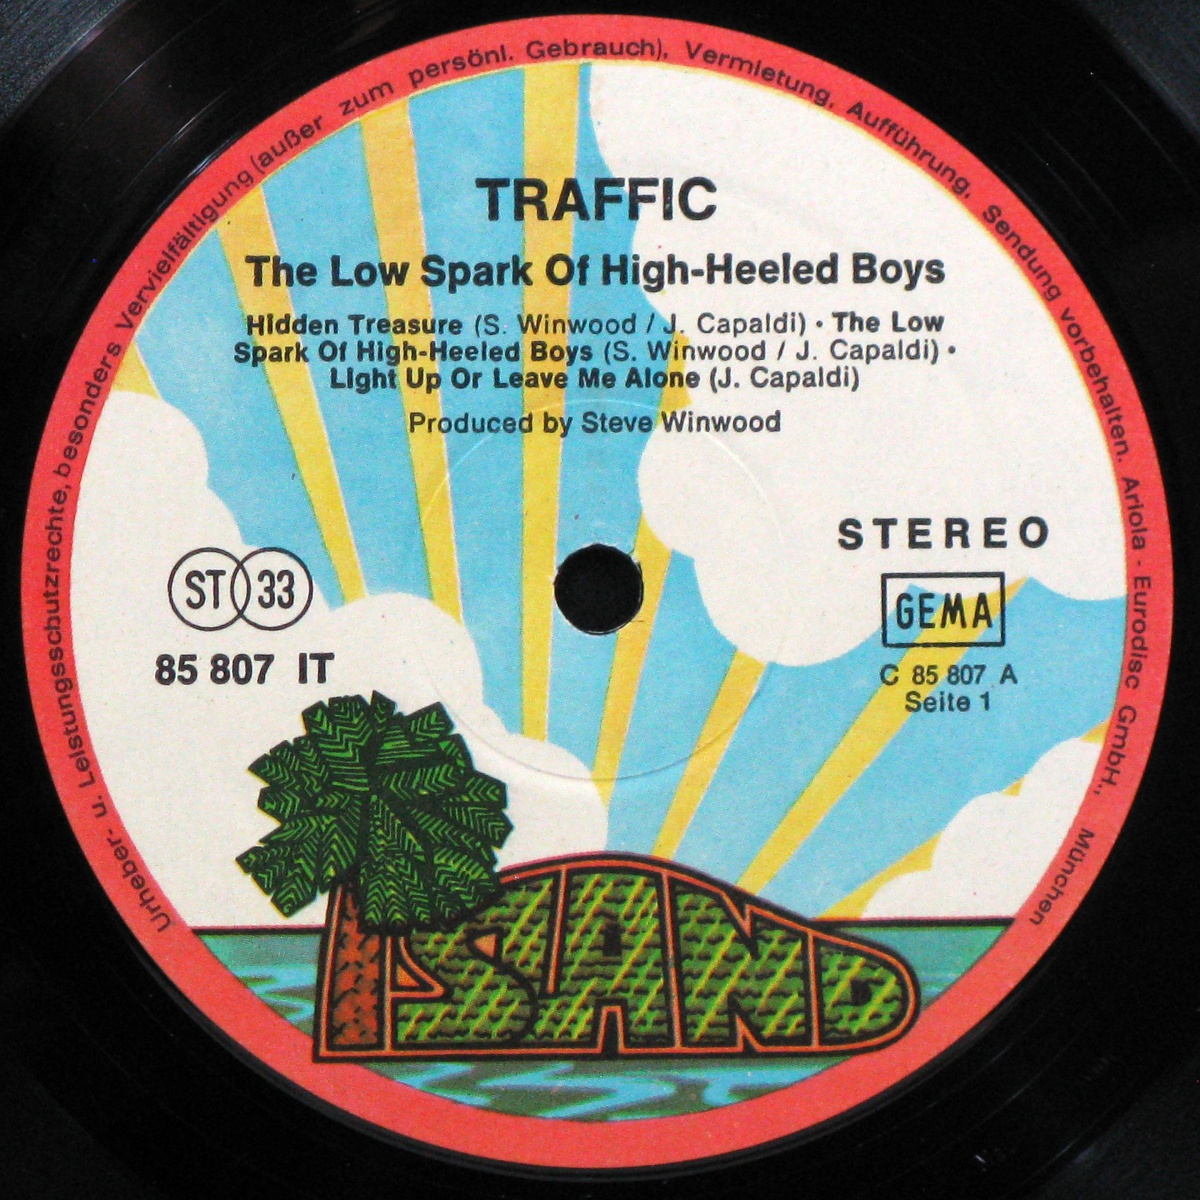 Urheber- u. Leistungsschutzrechte, besonders Vervielfältigung (außer zum persönl. Gebrauch), Vermietung, Aufführung, Sendung vorbehalten. Ariola - Eurodisc GmbH., München
TRAFFIC
The Low Spark Of High-Heeled Boys
Hidden Treasure (S. Winwood / J. Capaldi) • The Low
Spark Of High-Heeled Boys (S. Winwood / J. Capaldi) •
Light Up Or Leave Me Alone (J. Capaldi)
Produced by Steve Winwood
STEREO
ST 33
GEMA
85 807 IT
C 85 807 A
Seite 1
ISLAND